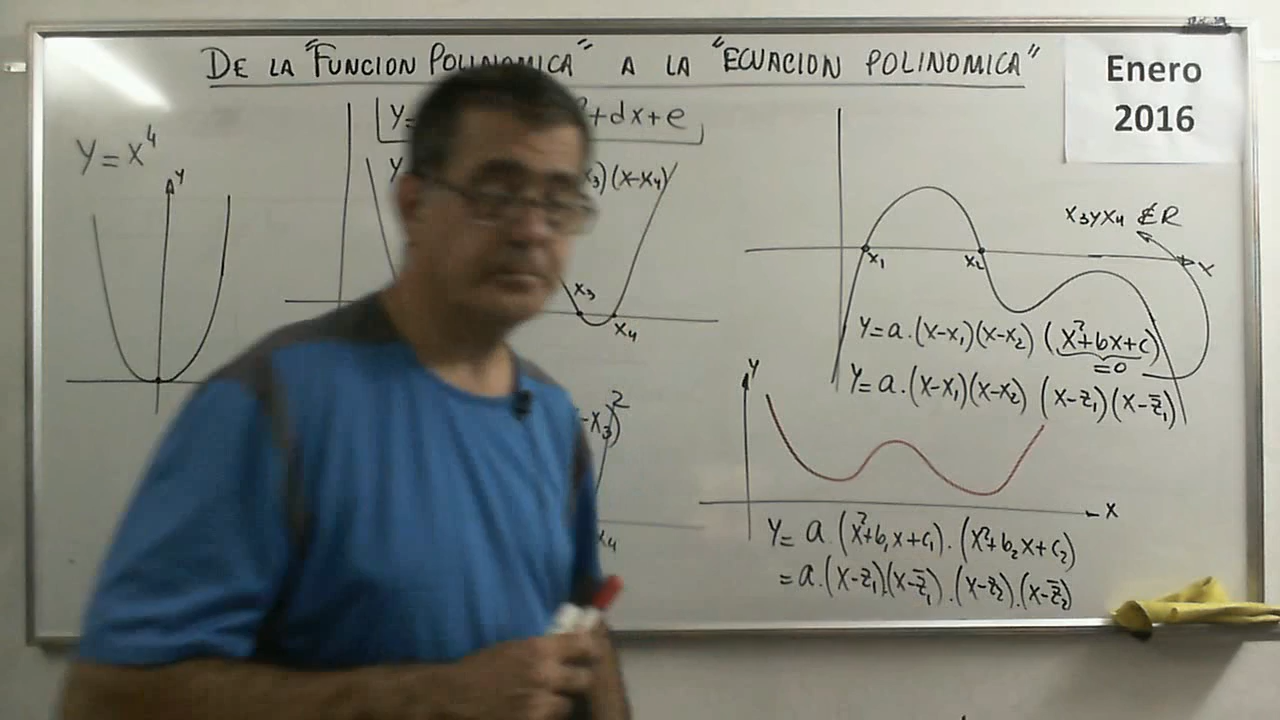 DE LA "FUNCION POLINOMICA" A LA "ECUACION POLINOMICA"
Enero
2016
Y=
+dx+e
Y=x⁴
Y
Y
x₃)(x-x₄)
x₃
x₄
-x₃)²
x₄
x₃yx₄ ∉ R
x₁
x₂
x
Y=a.(x-x₁)(x-x₂)(x²+bx+c)
=0
Y=a.(x-x₁)(x-x₂)(x-z₁)(x-z̄₁)
Y
x
Y= a.(x²+b₁x+c₁).(x²+b₂x+c₂)
=a.(x-z₁).(x-z̄₁).(x-z₂).(x-z̄₂)